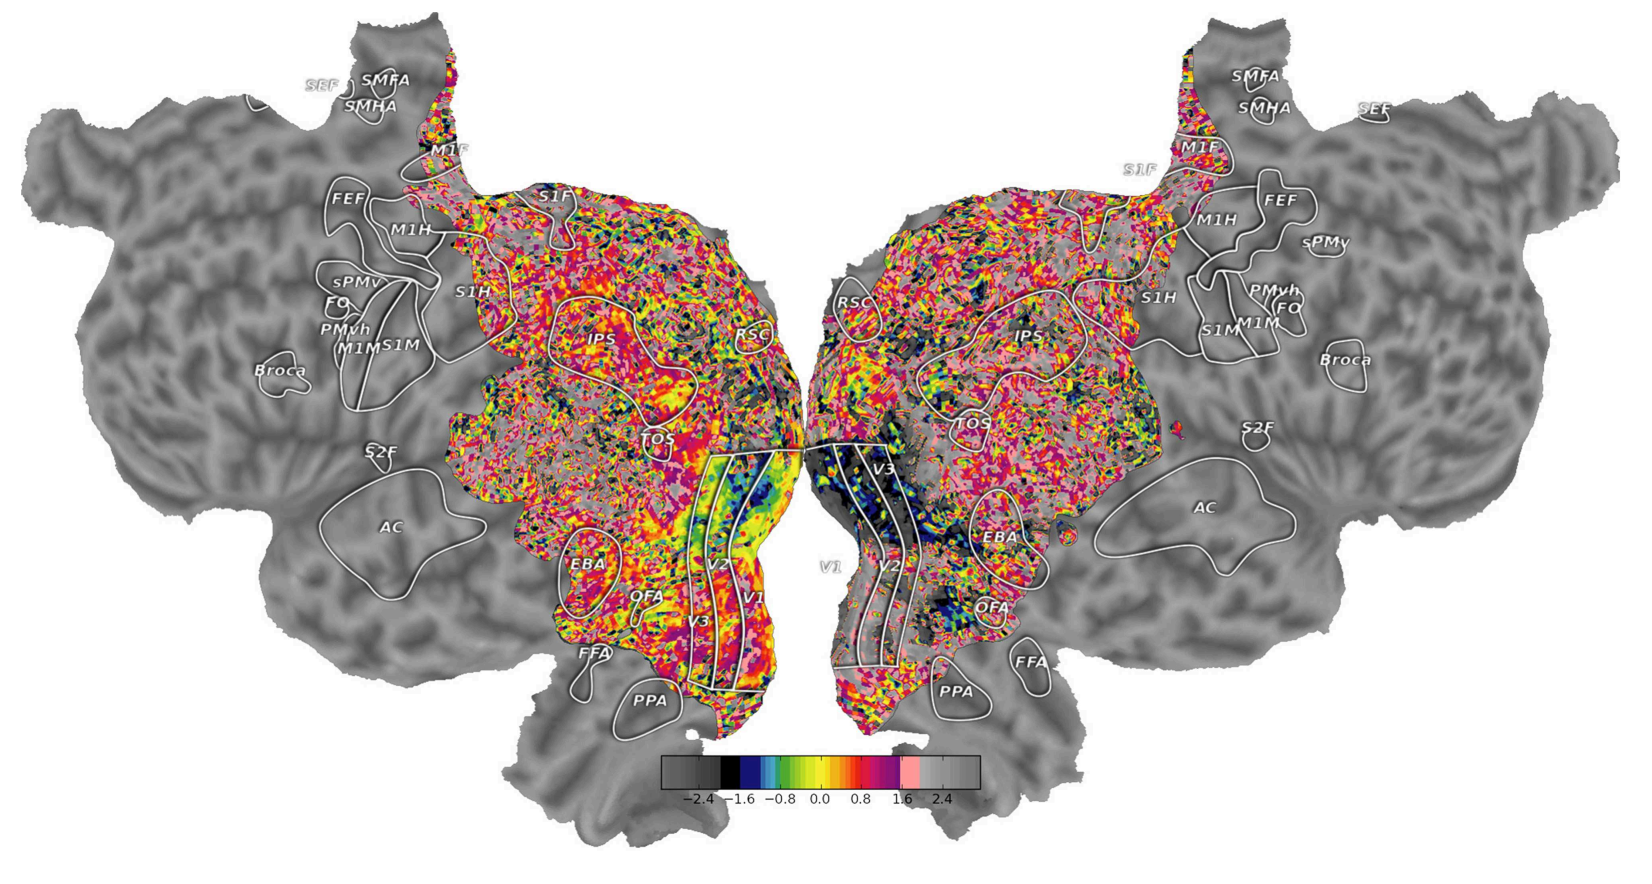 SEF
SMFA
SMHA
M1F
FEF
M1H
S1F
S1H
sPMv
FO
PMvh
M1M
S1M
Broca
IPS
RSC
TOS
S2F
AC
EBA
OFA
V2
V1
V3
FFA
PPA
SMFA
SMHA
SEF
M1F
S1F
FEF
M1H
sPMv
RSC
S1H
PMvh
FO
M1M
S1M
IPS
Broca
TOS
S2F
V3
AC
EBA
V1
V2
OFA
FFA
PPA
−2.4 −1.6 −0.8 0.0 0.8 1.6 2.4